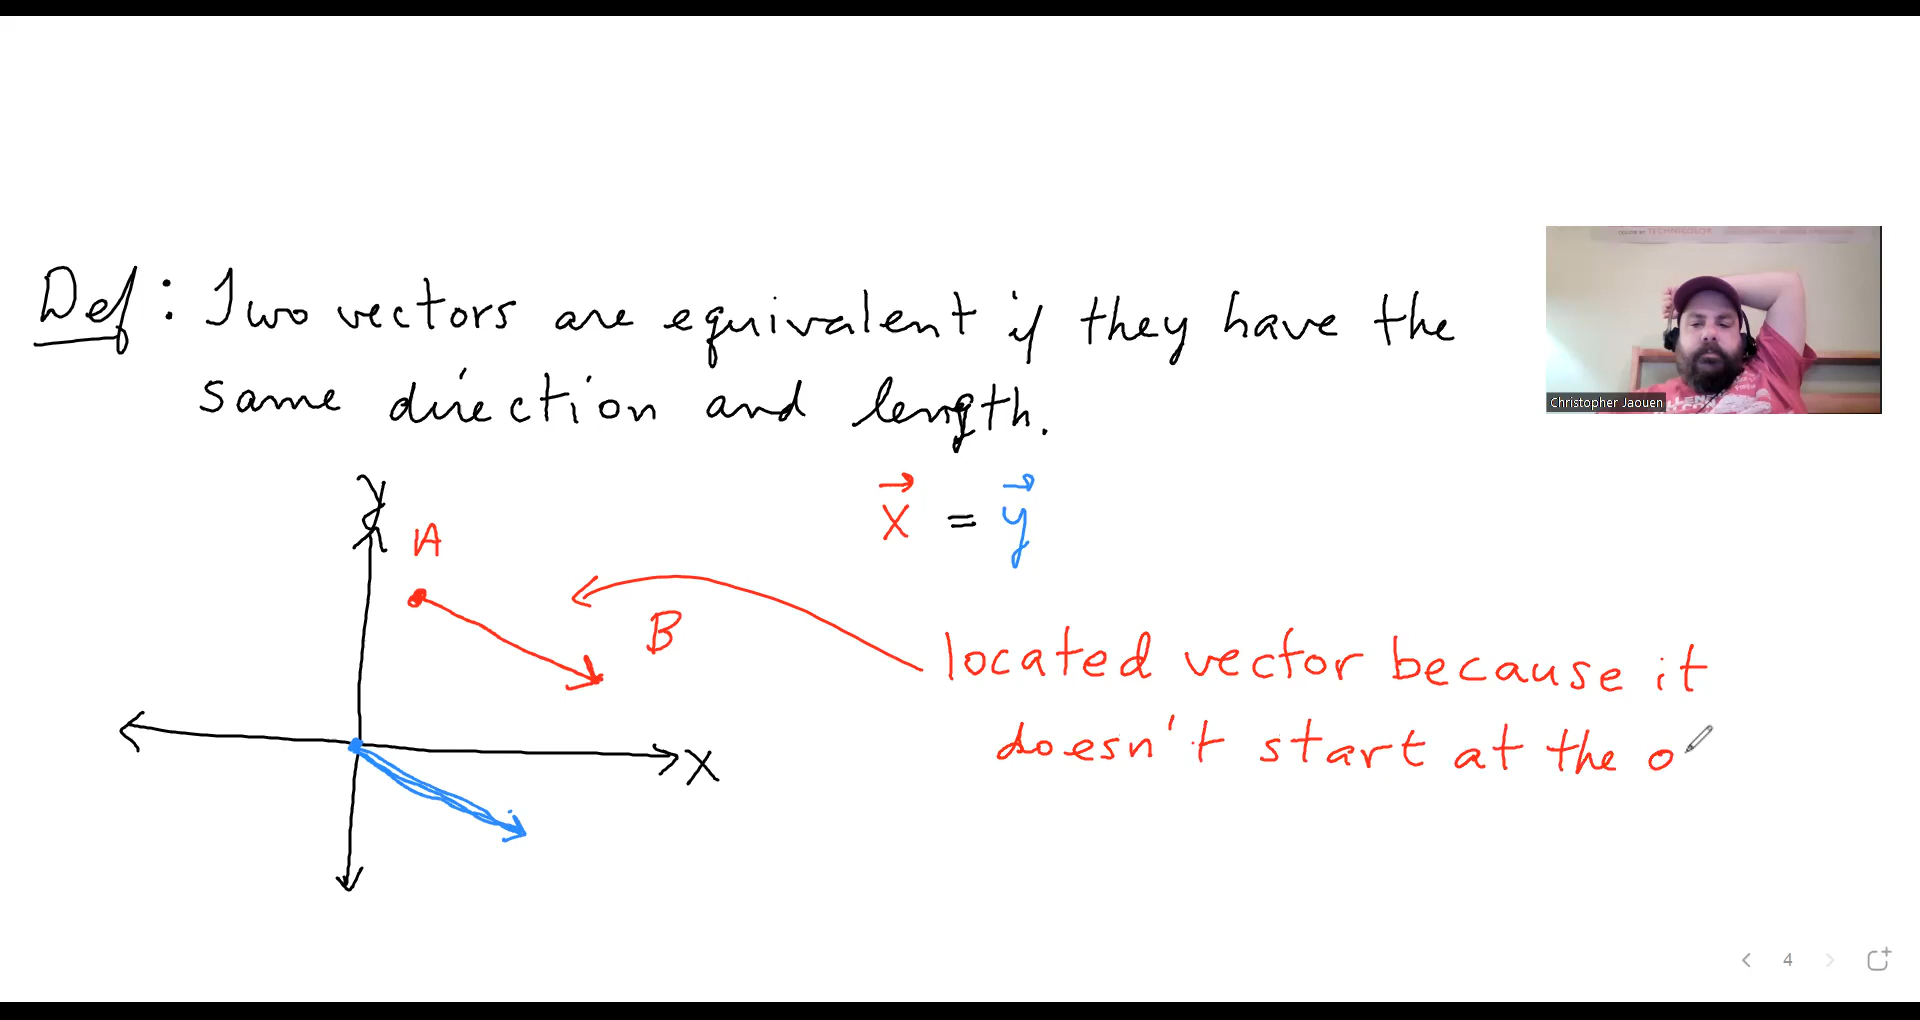 Def: Two vectors are equivalent if they have the
same direction and length.
Christopher Jaouen
y
x = y
A
B
located vector because it
doesn't start at the o
x
4